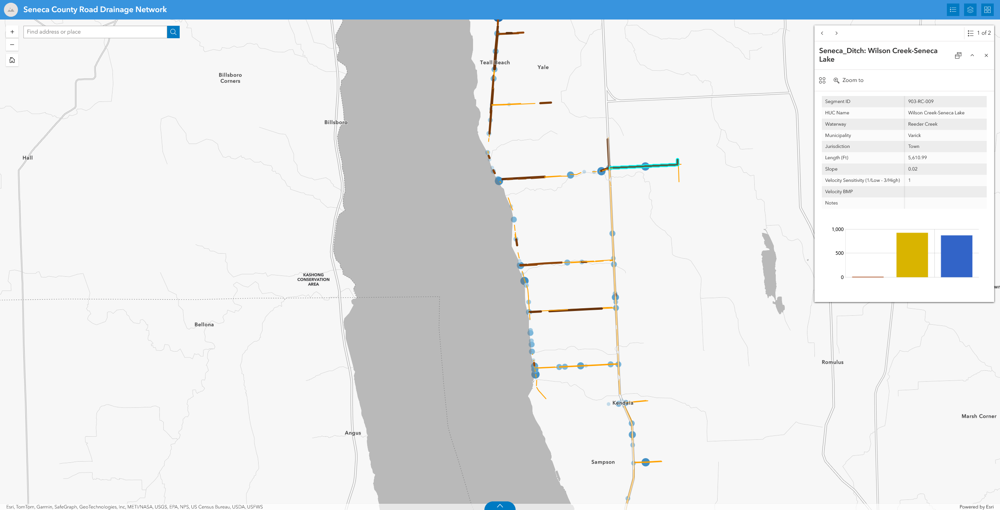 Seneca County Road Drainage Network
Find address or place
+
−
1 of 2
Seneca_Ditch: Wilson Creek-Seneca
Lake
Zoom to
Segment ID 903-RC-009
HUC Name Wilson Creek-Seneca Lake
Waterway Reeder Creek
Municipality Varick
Jurisdiction Town
Length (Ft) 5,610.99
Slope 0.02
Velocity Sensitivity (1/Low - 3/High) 1
Velocity BMP
Notes
1,000
500
0
Teall Beach
Yale
Billsboro
Corners
Billsboro
Hall
KASHONG
CONSERVATION
AREA
Bellona
Romulus
Kendaia
Marsh Corner
Angus
Sampson
Esri, TomTom, Garmin, SafeGraph, GeoTechnologies, Inc, METI/NASA, USGS, EPA, NPS, US Census Bureau, USDA, USFWS
Powered by Esri